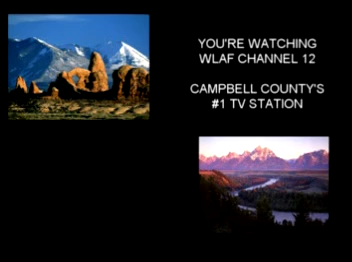 YOU'RE WATCHING
WLAF CHANNEL 12
CAMPBELL COUNTY'S
#1 TV STATION